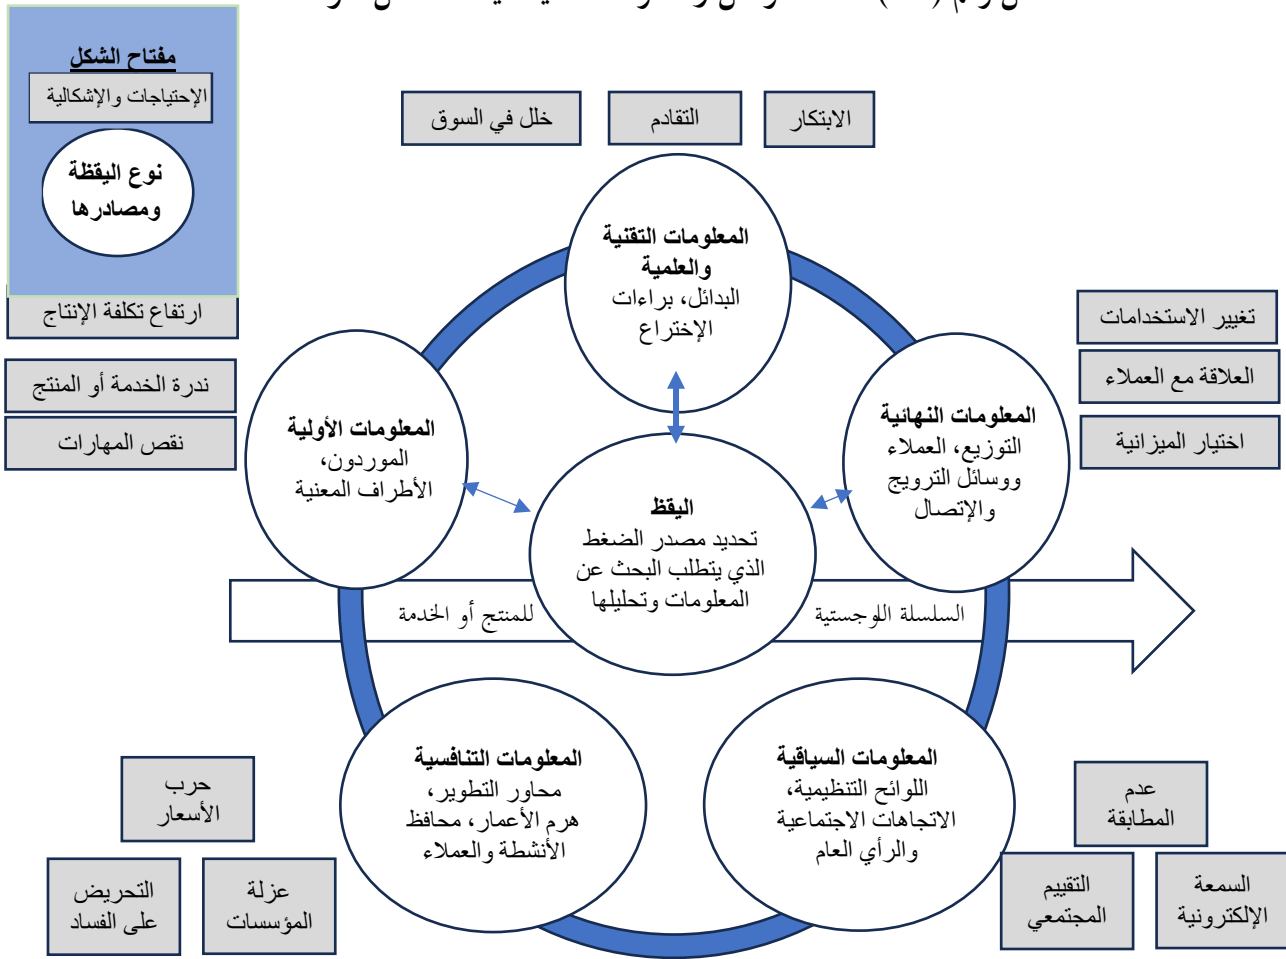 مفتاح الشكل
الإحتياجات والإشكالية
نوع اليقظة
ومصادرها
الابتكار
التقادم
خلل في السوق
المعلومات التقنية
والعلمية
البدائل، براءات
الإختراع
تغيير الاستخدامات
العلاقة مع العملاء
اختيار الميزانية
المعلومات النهائية
التوزيع، العملاء
ووسائل الترويج
والإتصال
ارتفاع تكلفة الإنتاج
ندرة الخدمة أو المنتج
نقص المهارات
المعلومات الأولية
الموردون،
الأطراف المعنية
اليقظ
تحديد مصدر الضغط
الذي يتطلب البحث عن
المعلومات وتحليلها
السلسلة اللوجستية
للمنتج أو الخدمة
المعلومات السياقية
اللوائح التنظيمية،
الاتجاهات الاجتماعية
والرأي العام
المعلومات التنافسية
محاور التطوير،
هرم الأعمار، محافظ
الأنشطة والعملاء
عدم
المطابقة
السمعة
الإلكترونية
التقييم
المجتمعي
حرب
الأسعار
عزلة
المؤسسات
التحريض
على الفساد